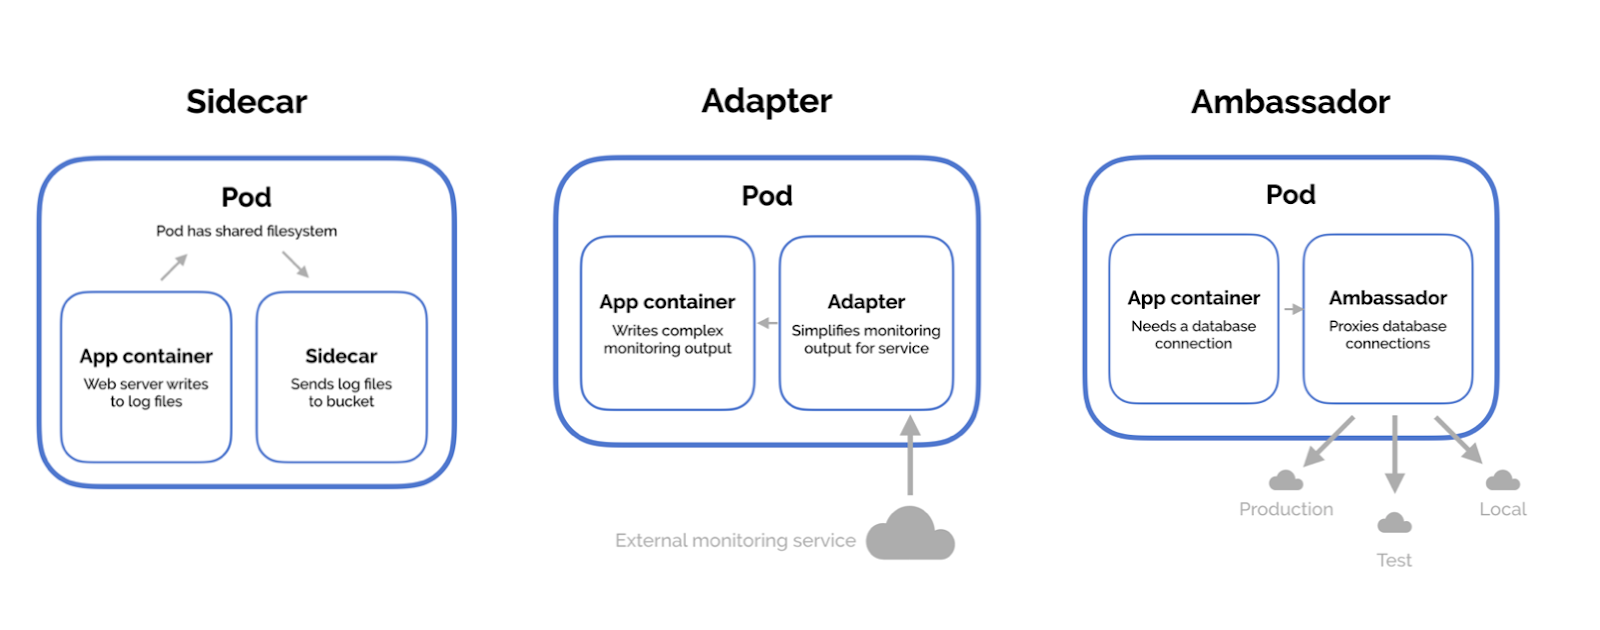 Sidecar
Pod
Pod has shared filesystem
App container
Web server writes
to log files
Sidecar
Sends log files
to bucket
Adapter
Pod
App container
Writes complex
monitoring output
Adapter
Simplifies monitoring
output for service
External monitoring service
Ambassador
Pod
App container
Needs a database
connection
Ambassador
Proxies database
connections
Production
Test
Local